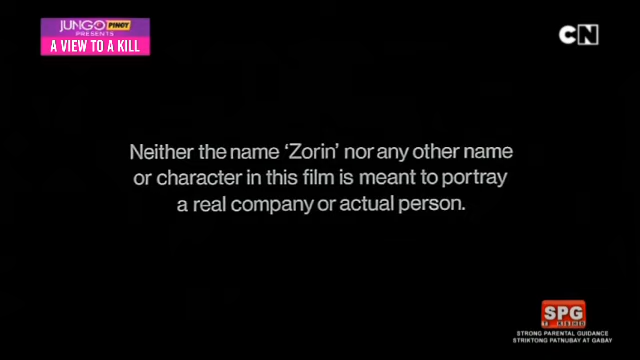 JUNGO PINOY
PRESENTS
A VIEW TO A KILL
CN
Neither the name ‘Zorin’ nor any other name
or character in this film is meant to portray
a real company or actual person.
SPG
STRONG PARENTAL GUIDANCE
STRIKTONG PATNUBAY AT GABAY